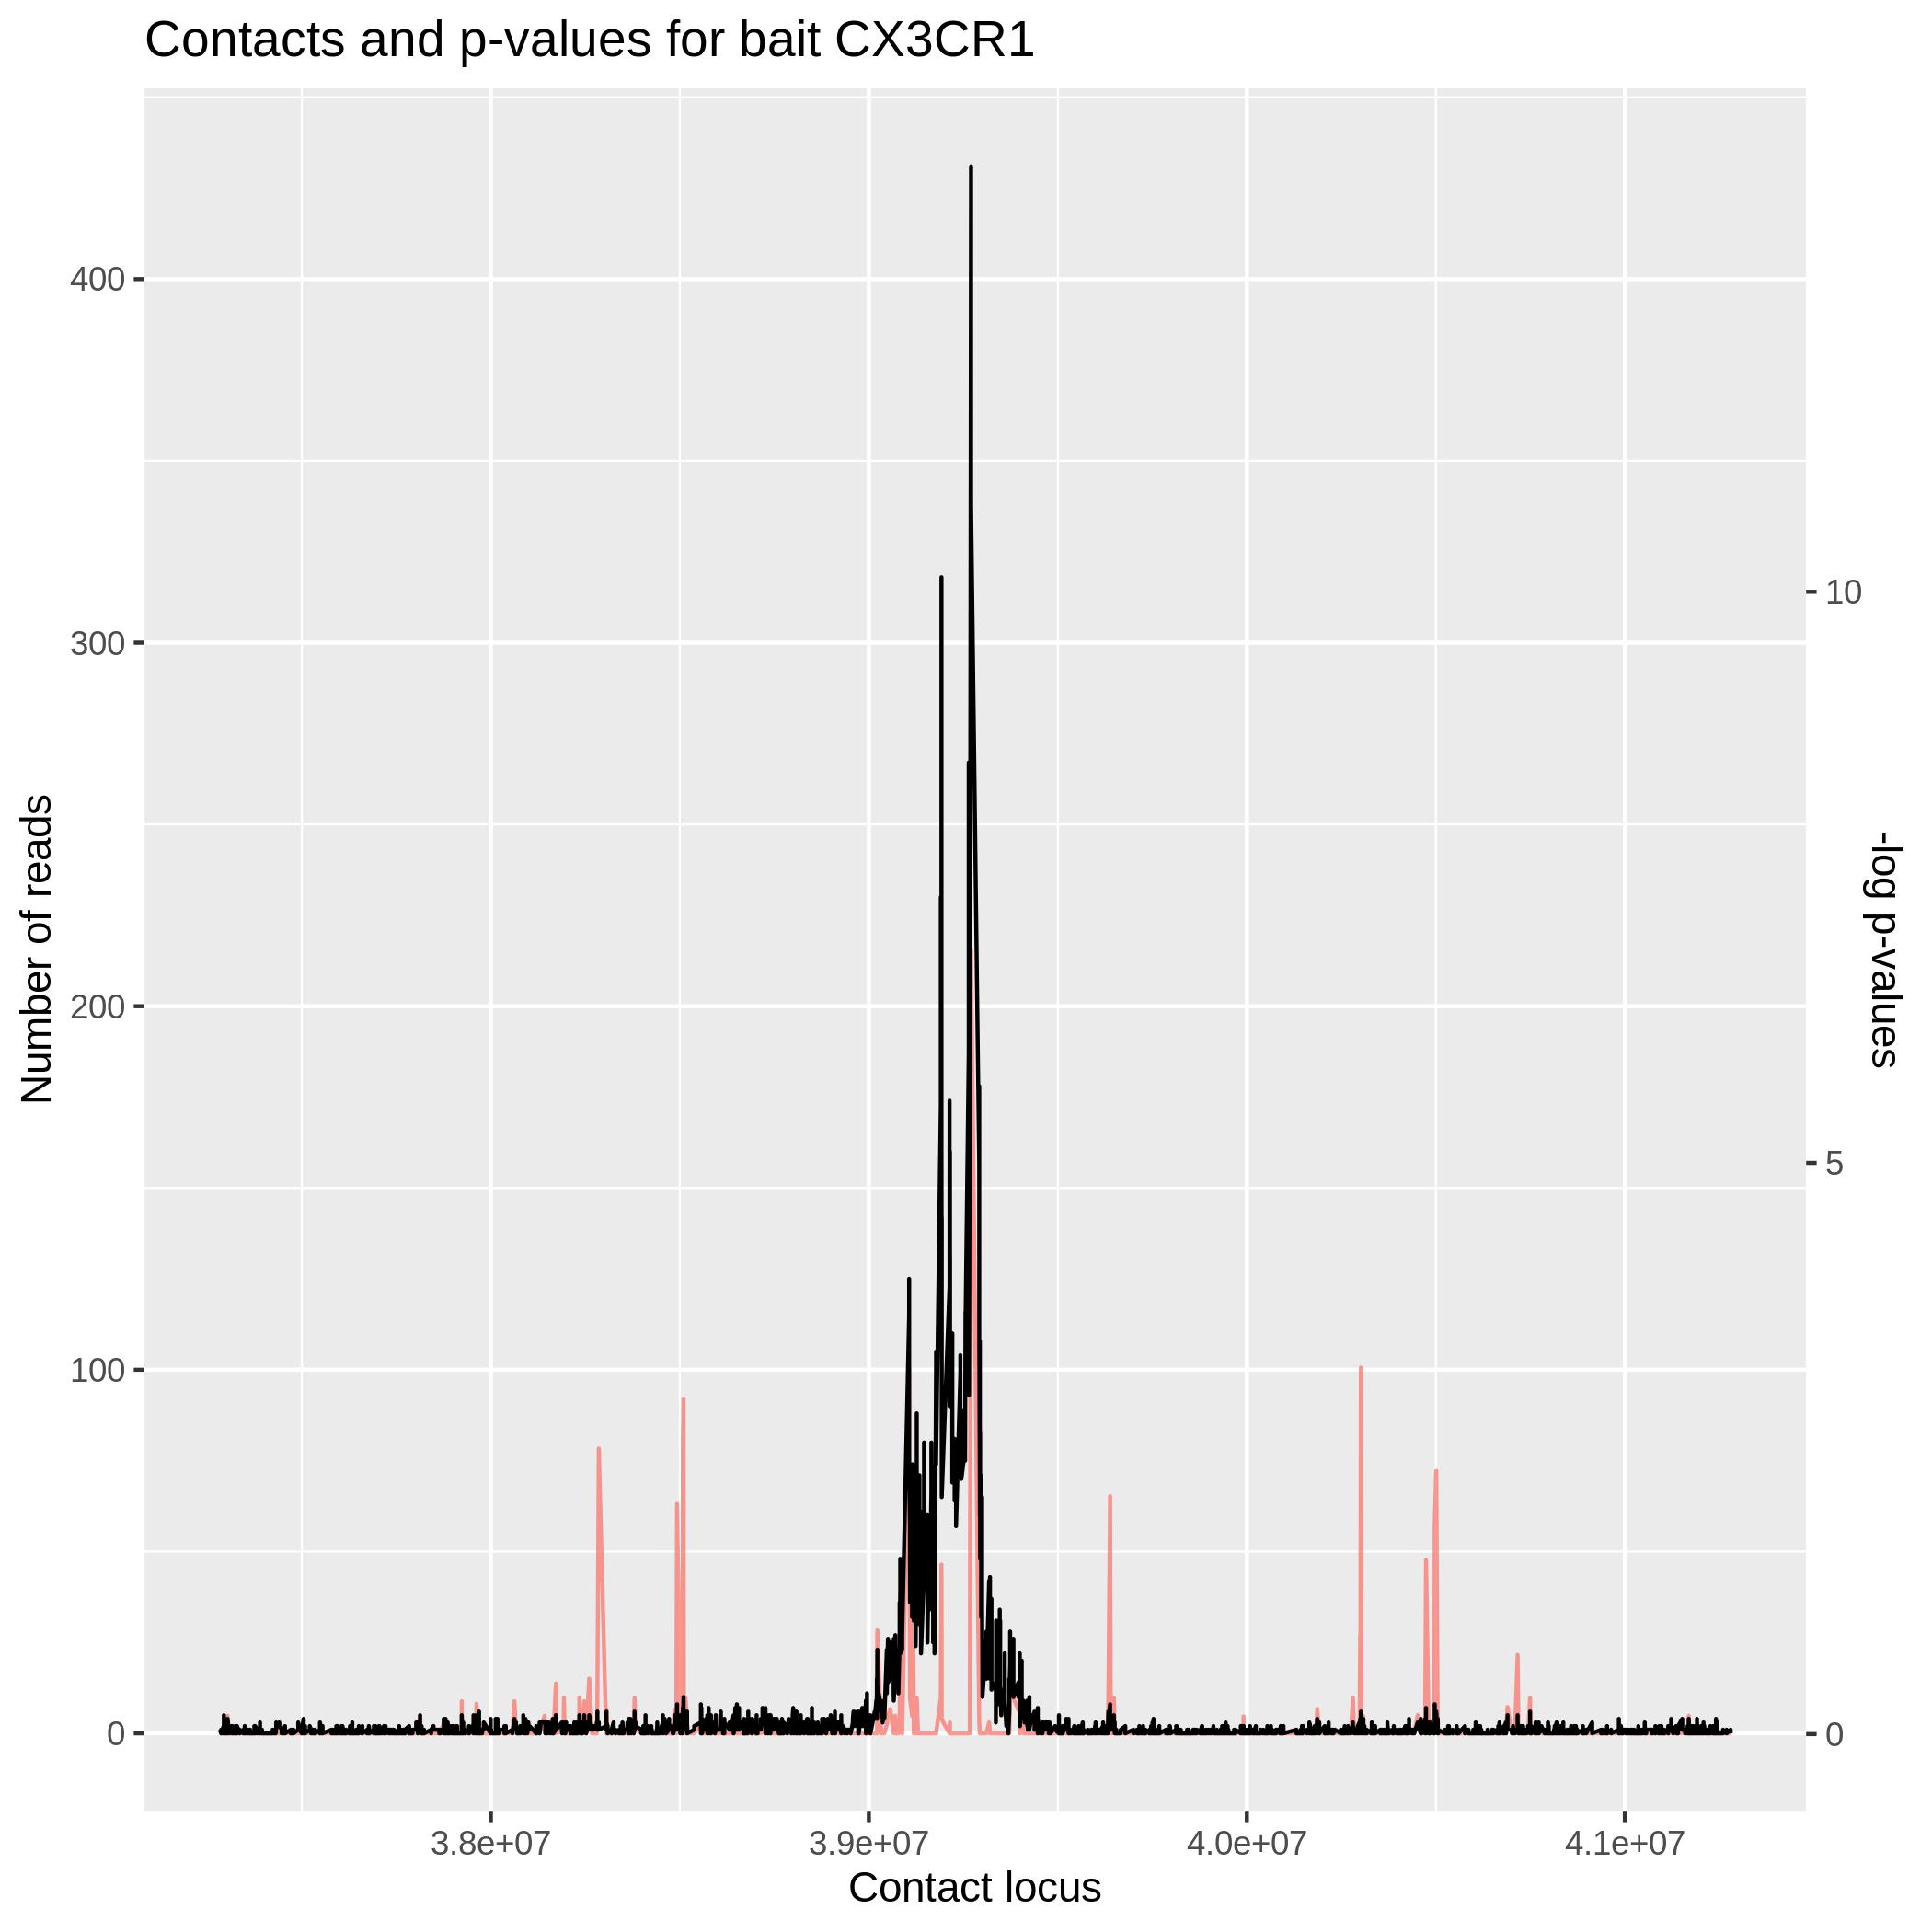 Contacts and p-values for bait CX3CR1
400
300
200
100
0
10
5
0
Number of reads
-log p-values
3.8e+07
3.9e+07
4.0e+07
4.1e+07
Contact locus